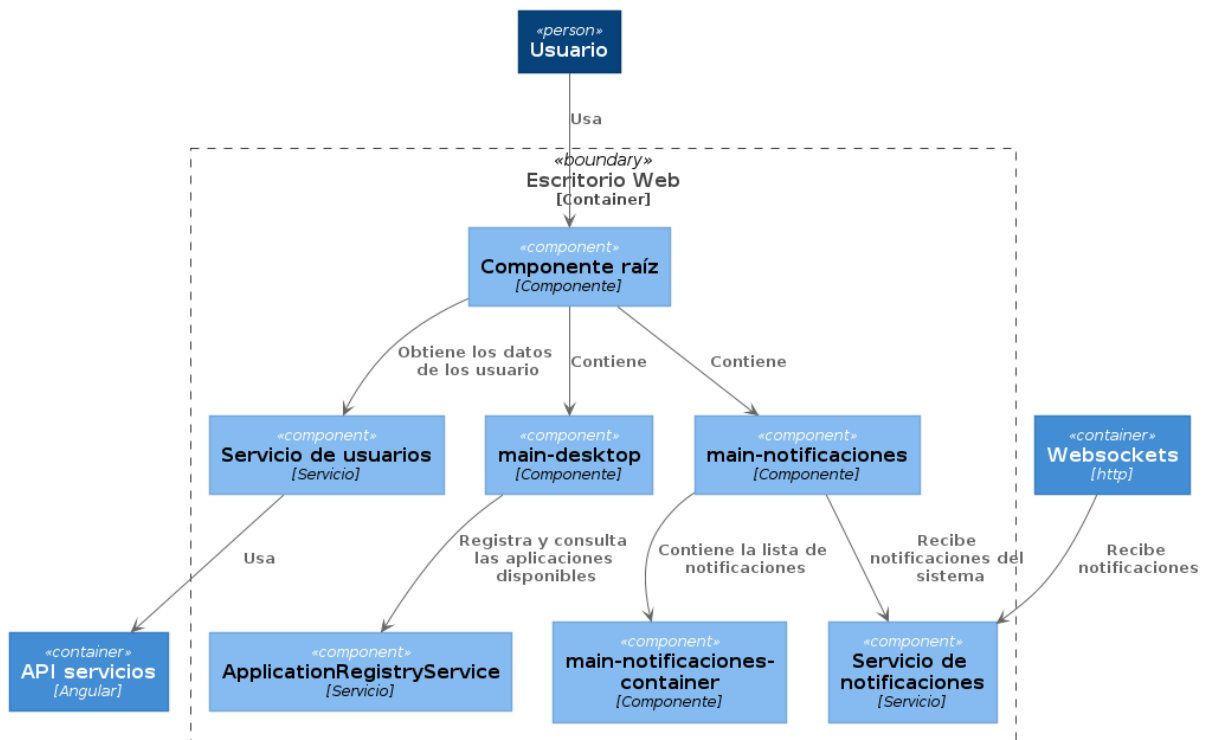 «person»
Usuario
Usa
«boundary»
Escritorio Web
[Container]
«component»
Componente raíz
[Componente]
Obtiene los datos
de los usuario
Contiene
Contiene
«component»
Servicio de usuarios
[Servicio]
«component»
main-desktop
[Componente]
«component»
main-notificaciones
[Componente]
«container»
Websockets
[http]
Usa
Registra y consulta
las aplicaciones
disponibles
Contiene la lista de
notificaciones
Recibe
notificaciones del
sistema
Recibe
notificaciones
«container»
API servicios
[Angular]
«component»
ApplicationRegistryService
[Servicio]
«component»
main-notificaciones-
container
[Componente]
«component»
Servicio de
notificaciones
[Servicio]